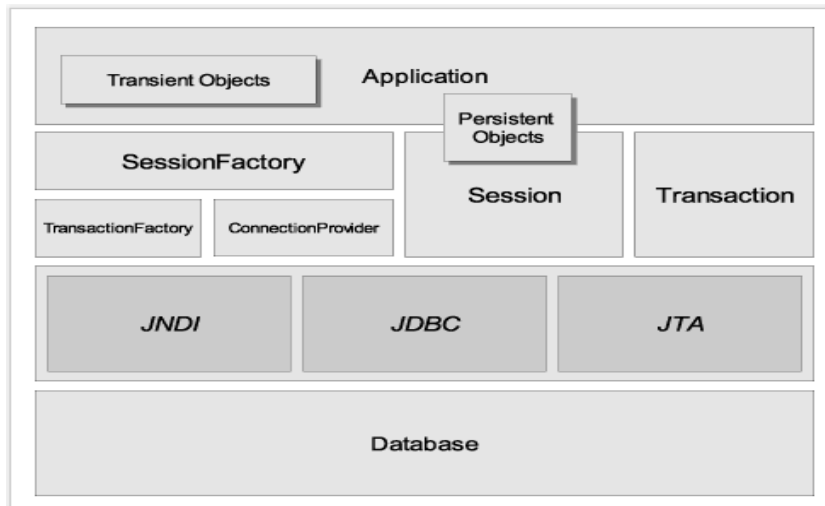 Transient Objects
Application
Persistent
Objects
SessionFactory
Session
Transaction
TransactionFactory
ConnectionProvider
JNDI
JDBC
JTA
Database